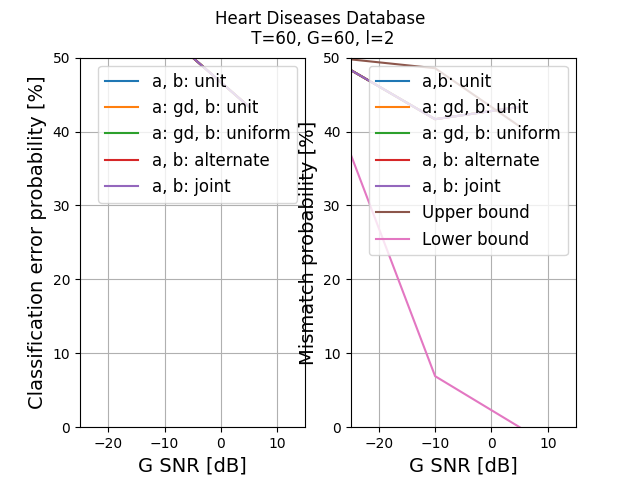 Heart Diseases Database
T=60, G=60, l=2
Classification error probability [%]
50
40
30
20
10
0
a, b: unit
a: gd, b: unit
a: gd, b: uniform
a, b: alternate
a, b: joint
−20
−10
0
10
G SNR [dB]
Mismatch probability [%]
50
40
30
20
10
0
a,b: unit
a: gd, b: unit
a: gd, b: uniform
a, b: alternate
a, b: joint
Upper bound
Lower bound
−20
−10
0
10
G SNR [dB]